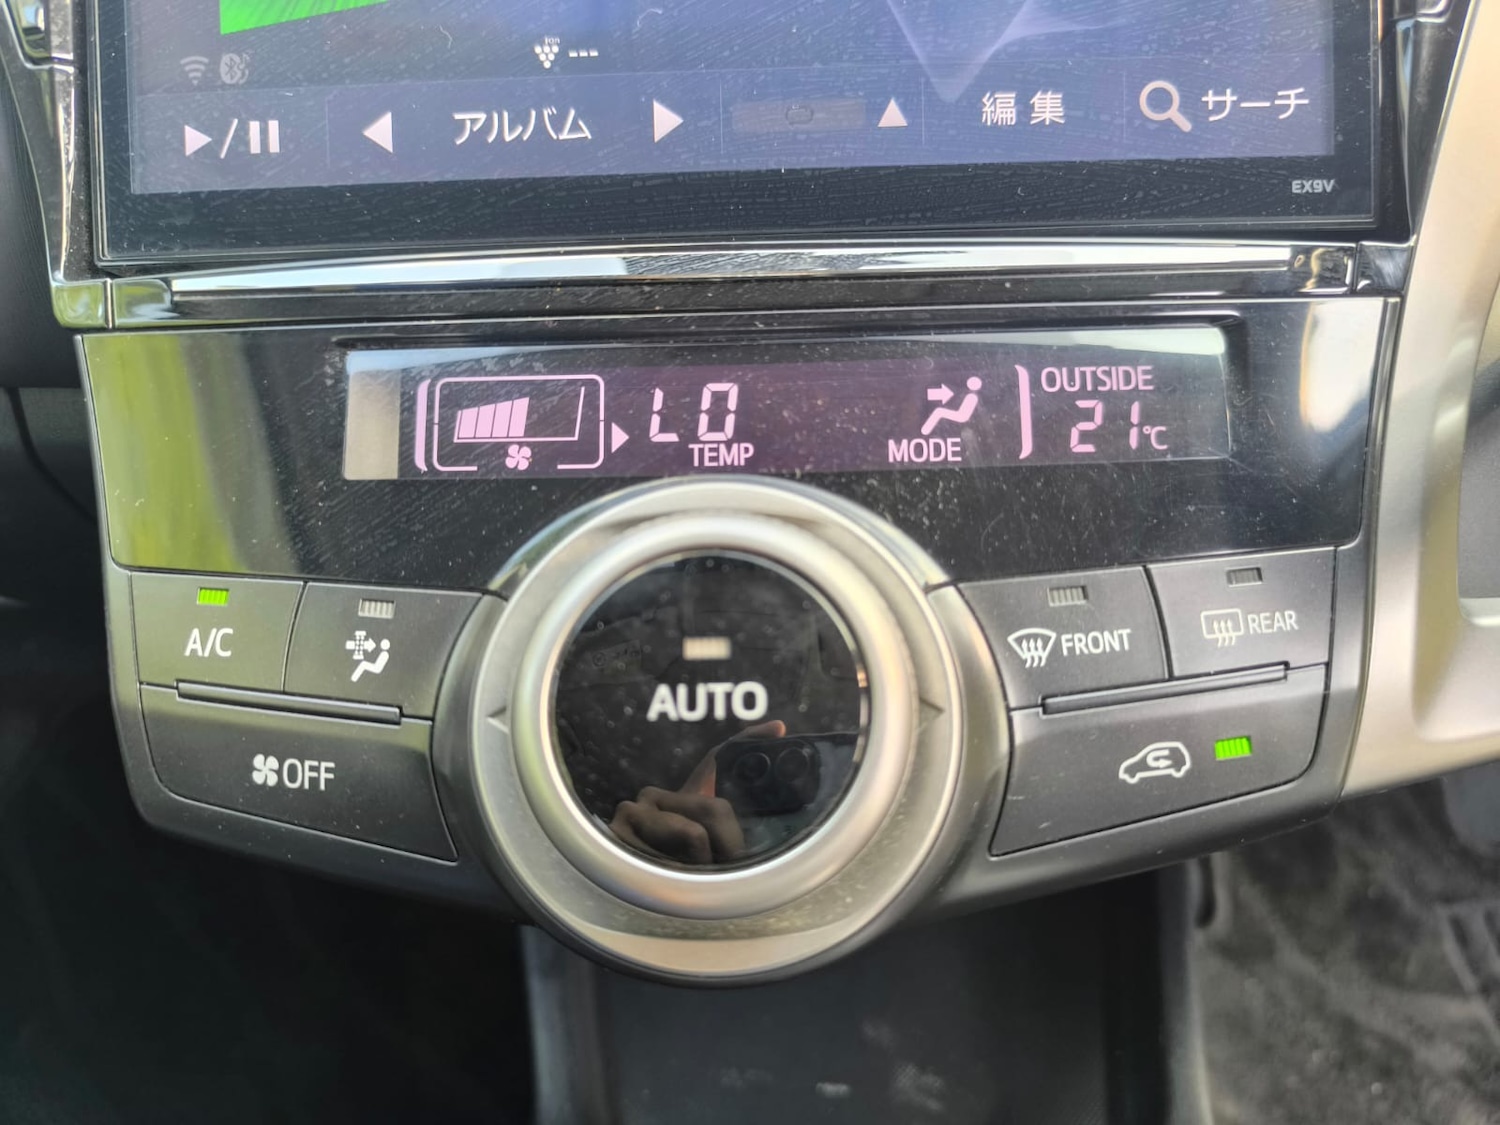 ion
---
アルバム
編集
サーチ
EX9V
LO
TEMP
MODE
OUTSIDE
21℃
A/C
AUTO
FRONT
REAR
OFF